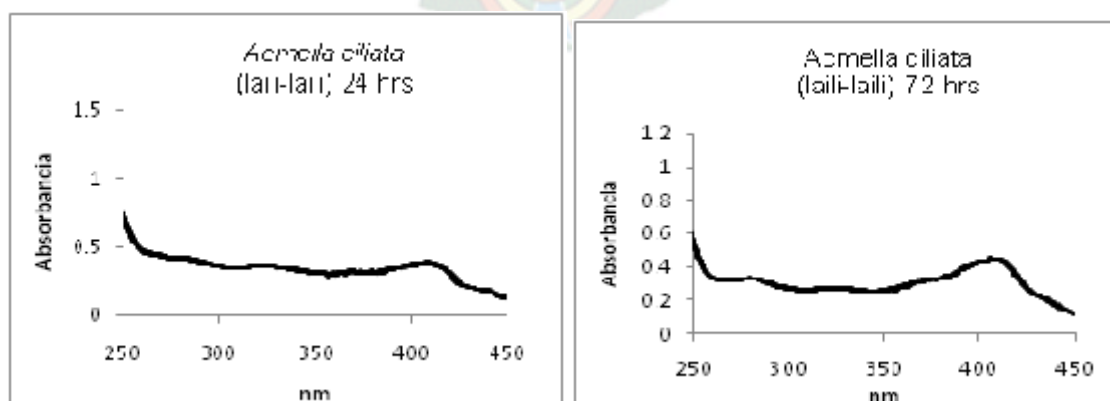 Acmella ciliata
(laili-laili) 24 hrs
1.5
1
0.5
0
Absorbancia
250 300 350 400 450
nm
Acmella ciliata
(laili-laili) 72 hrs
1.2
1
0.8
0.6
0.4
0.2
0
Absorbancia
250 300 350 400 450
nm